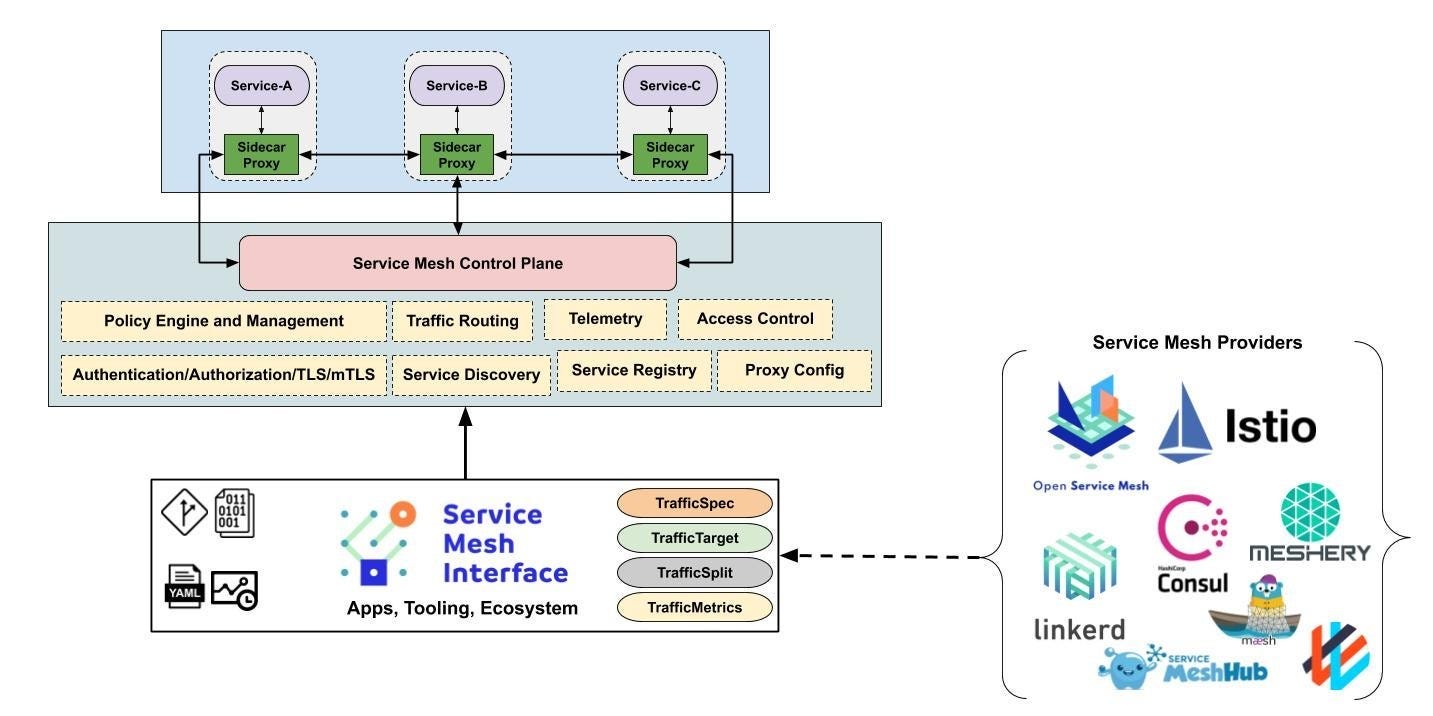 Service-A
Service-B
Service-C
Sidecar
Proxy
Sidecar
Proxy
Sidecar
Proxy
Service Mesh Control Plane
Policy Engine and Management
Traffic Routing
Telemetry
Access Control
Authentication/Authorization/TLS/mTLS
Service Discovery
Service Registry
Proxy Config
011
0101
001
YAML
Service
Mesh
Interface
Apps, Tooling, Ecosystem
TrafficSpec
TrafficTarget
TrafficSplit
TrafficMetrics
Service Mesh Providers
Open Service Mesh
Istio
HashiCorp
Consul
MESHERY
linkerd
mæsh
SERVICE
MeshHub